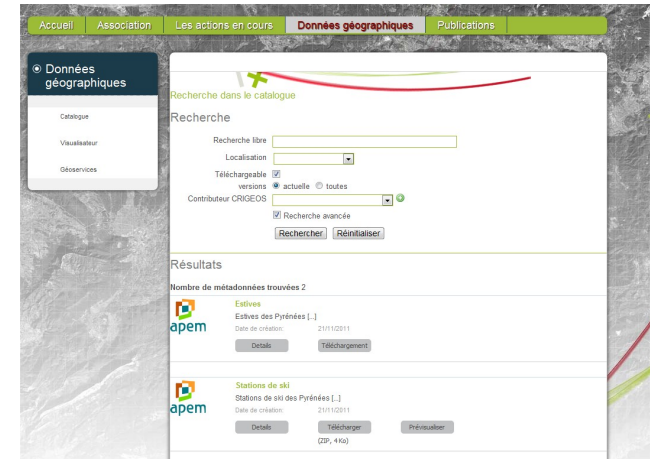 Accueil Association Les actions en cours Données géographiques Publications
Données
géographiques
Catalogue
Visualisateur
Géoservices
Recherche dans le catalogue
Recherche
Recherche libre
Localisation
Téléchargeable
versions actuelle toutes
Contributeur CRIGEOS
Recherche avancée
Rechercher Réinitialiser
Résultats
Nombre de métadonnées trouvées 2
apem
Estives
Estives des Pyrénées [...]
Date de création: 21/11/2011
Details Téléchargement
apem
Stations de ski
Stations de ski des Pyrénées [...]
Date de création: 21/11/2011
Details Télécharger Prévisualiser
(ZIP, 4 Ko)